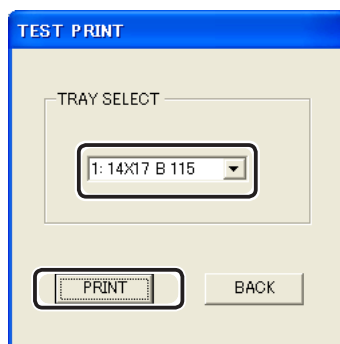 TEST PRINT
TRAY SELECT
1: 14X17 B 115
PRINT BACK